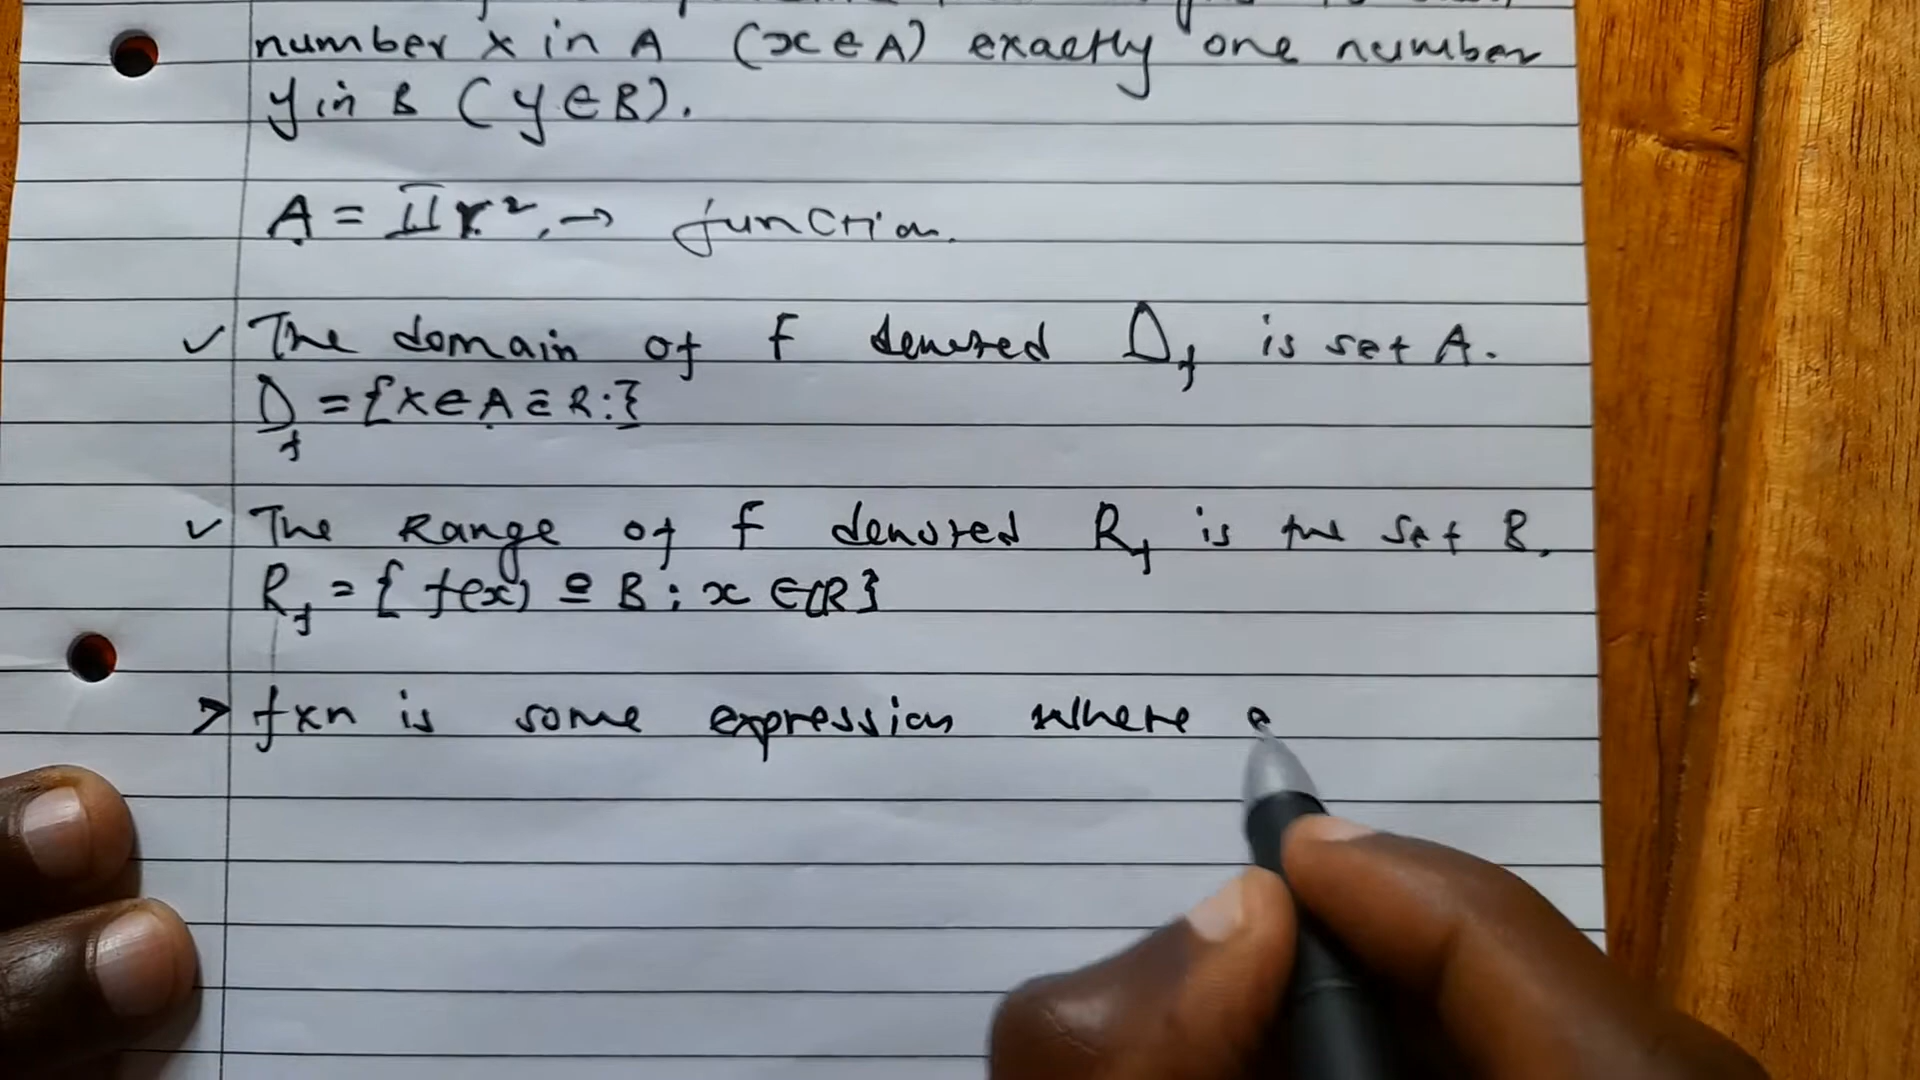 number x in A (x∈A) exactly one number
y in B (y∈B).
A = πr², → function.
✓ The domain of f denoted D_f is set A.
D_f = {x∈A⊆R:}
✓ The Range of f denoted R_f is the set B.
R_f = { f(x) ⊆ B : x ∈ ℝ}
> fxn is some expression where e